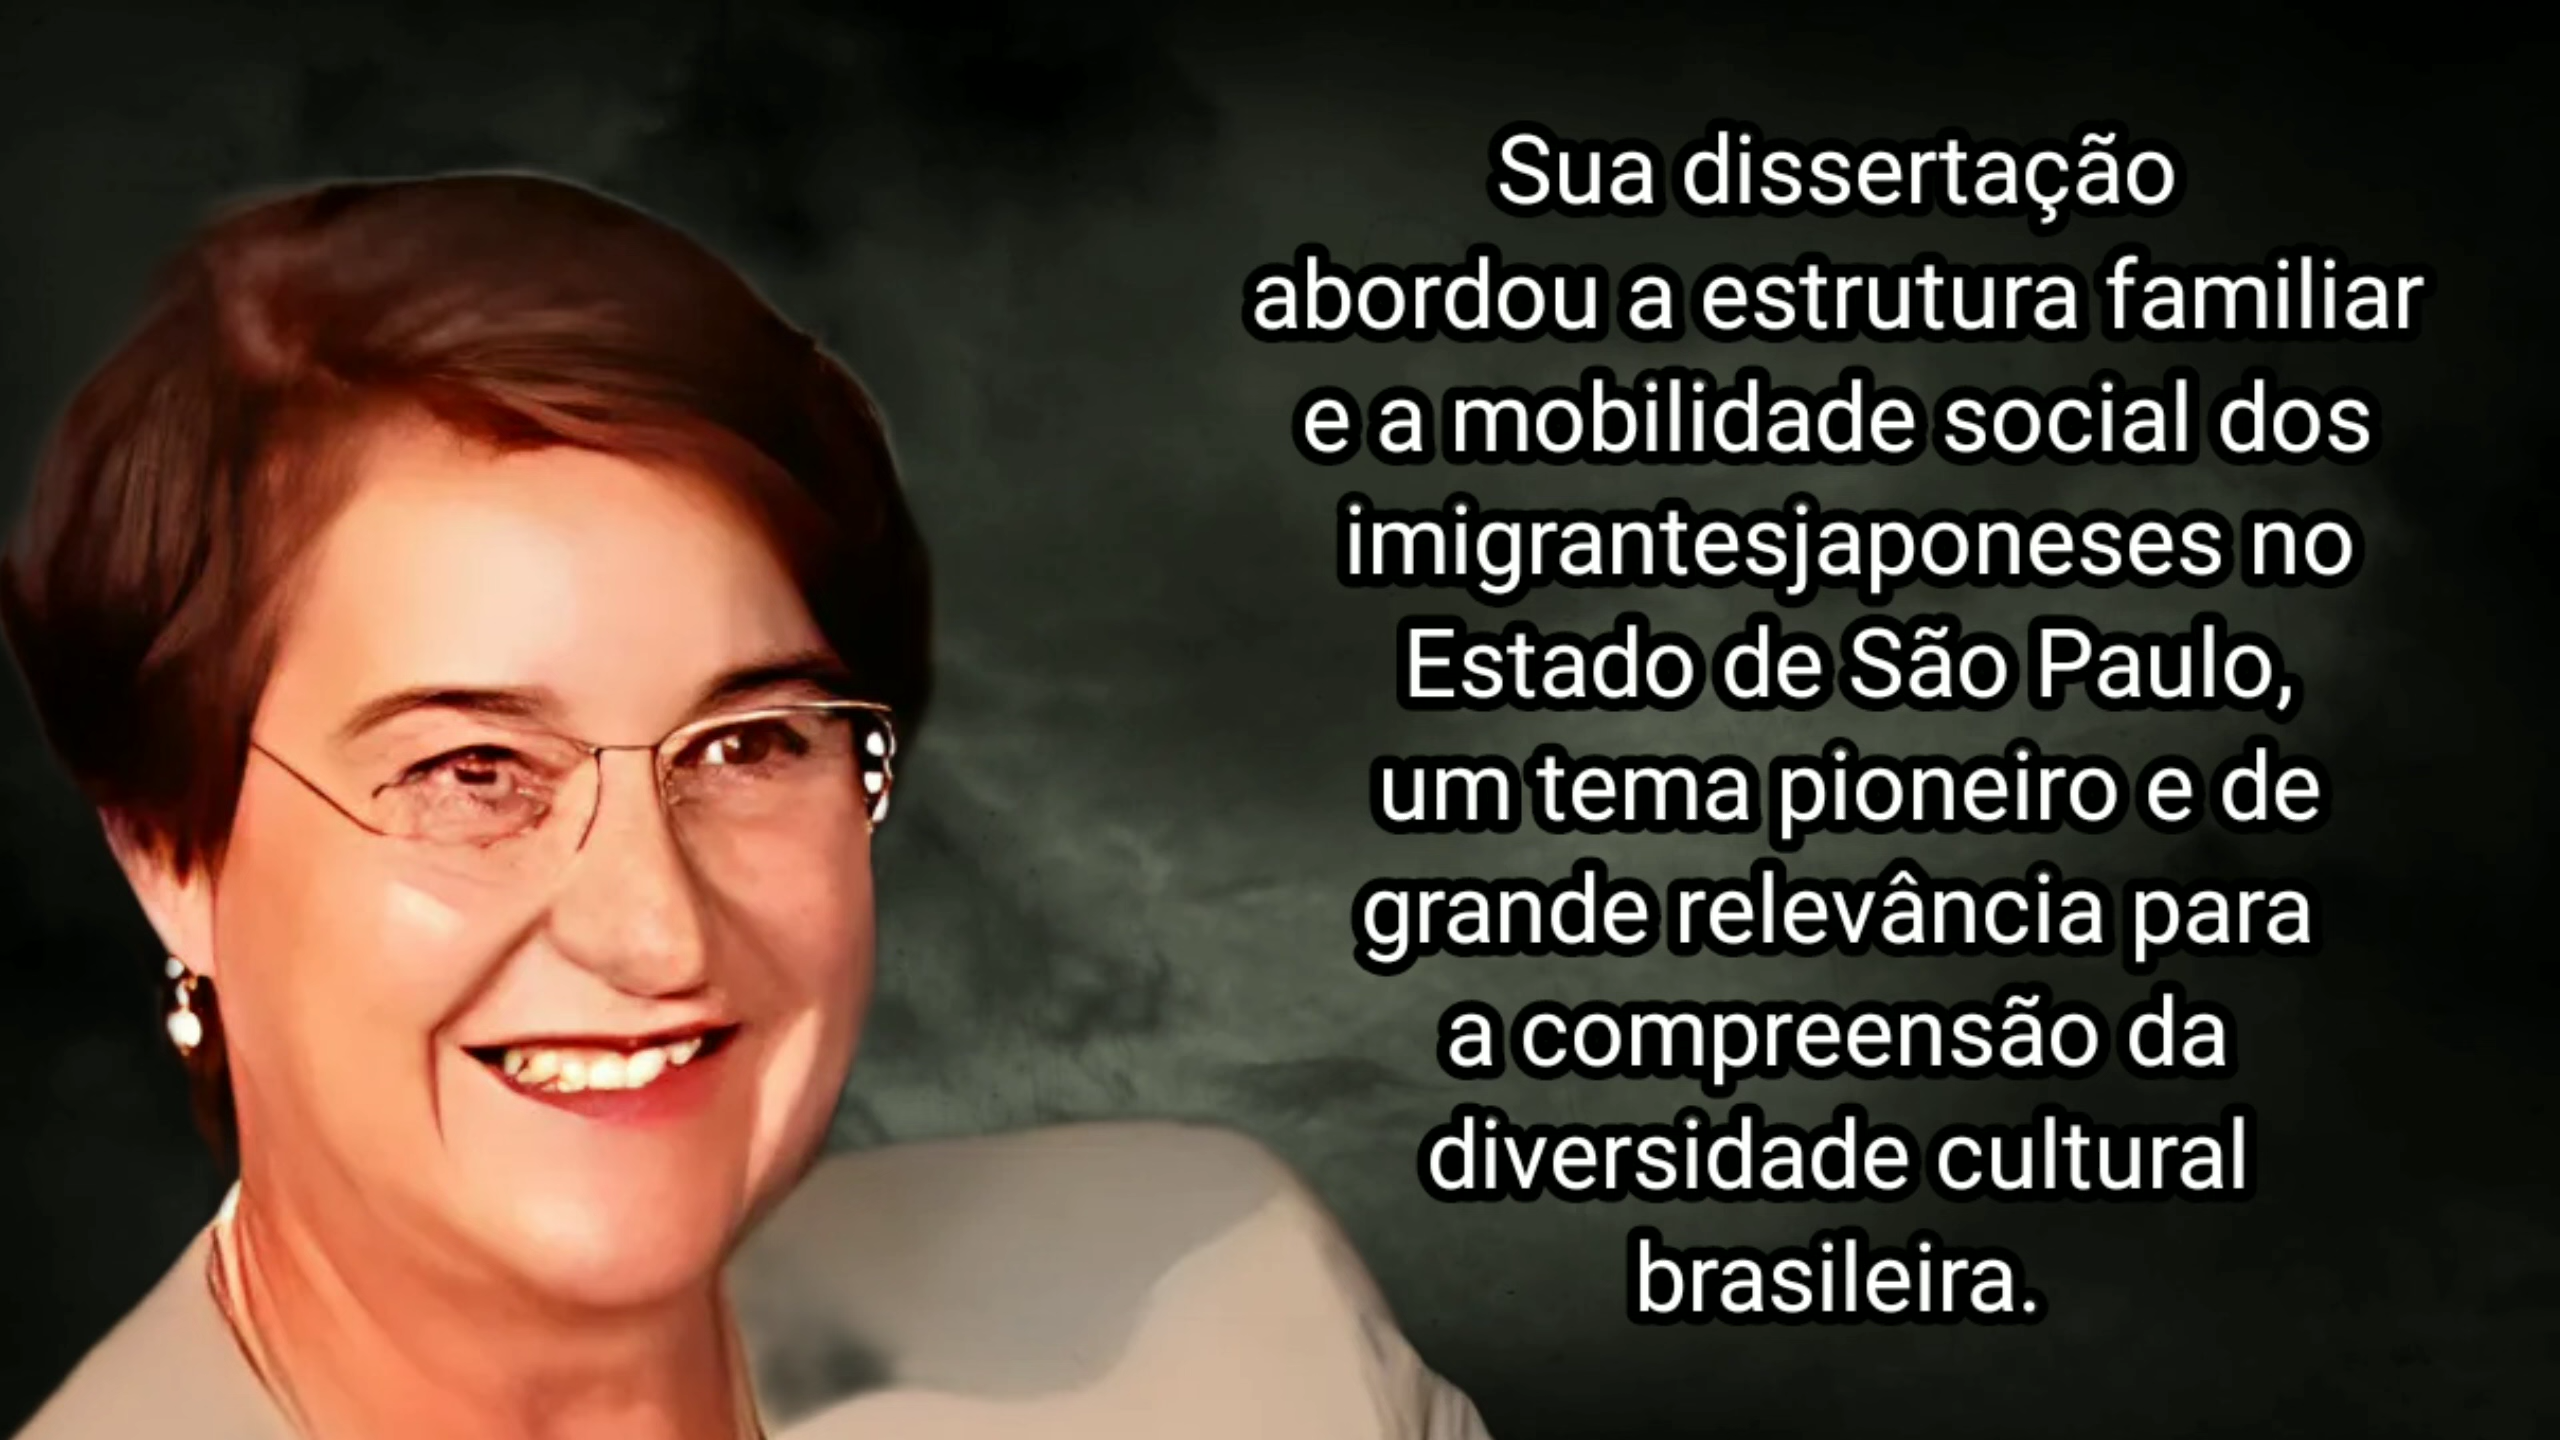 Sua dissertação
abordou a estrutura familiar
e a mobilidade social dos
imigrantesjaponeses no
Estado de São Paulo,
um tema pioneiro e de
grande relevância para
a compreensão da
diversidade cultural
brasileira.